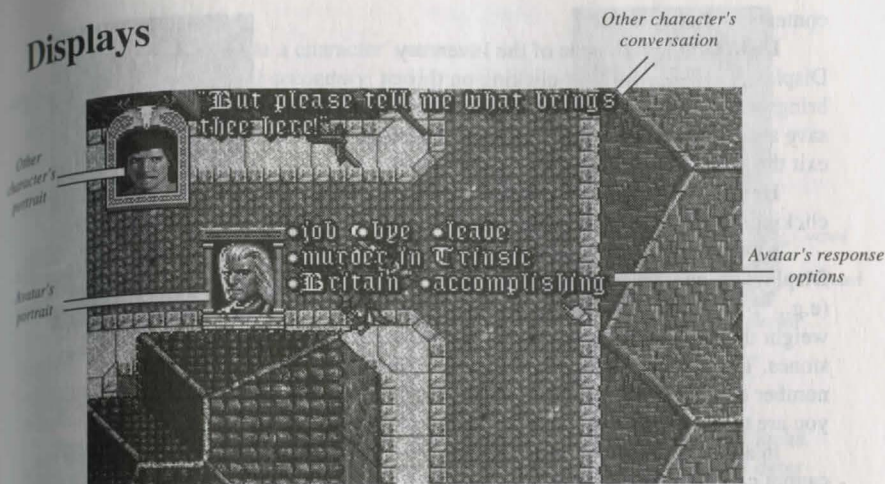 Displays
Other character's
conversation
"But please tell me what brings
thee here!"
Other
character's
portrait
•job •bye •leave
•murder in Trinsic
•Britain •accomplishing
Avatar's response
options
Avatar's
portrait